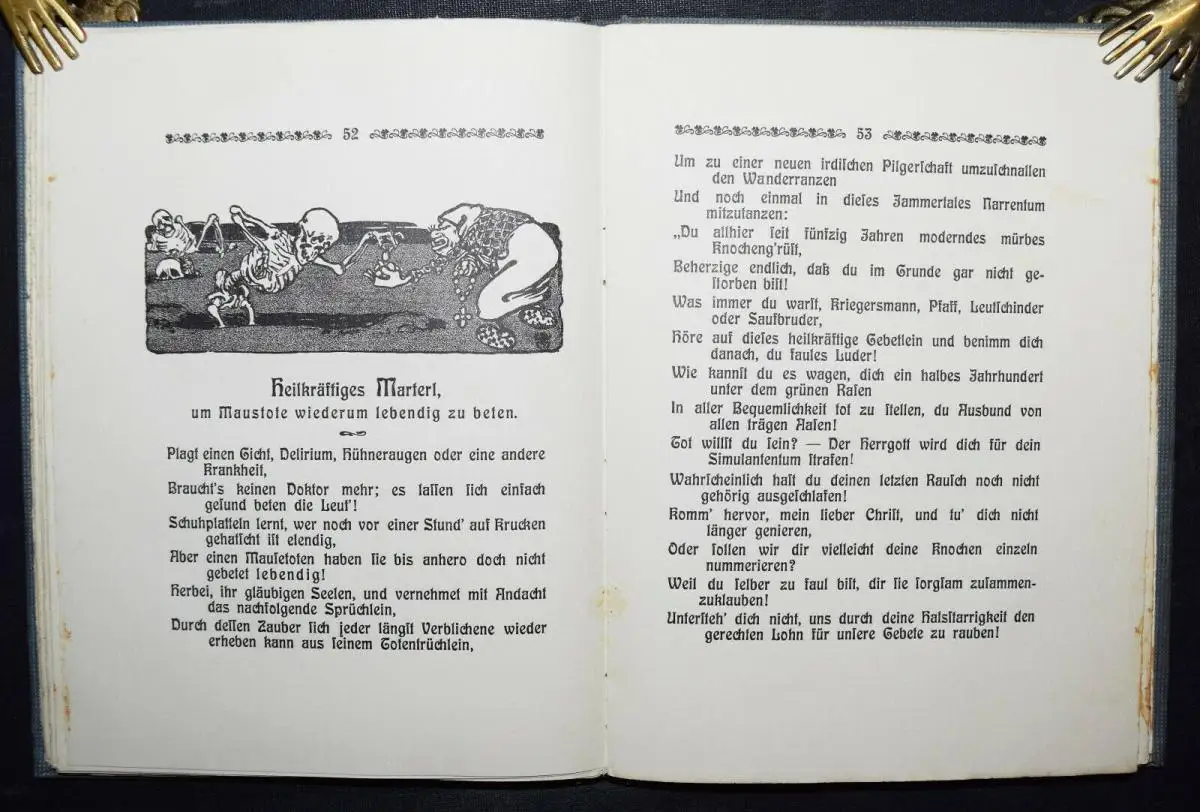 52
Heilkräftiges Marterl,
um Maustote wiederum lebendig zu beten.
Plagt einen Gicht, Delirium, Hühneraugen oder eine andere
Krankheit,
Braucht's keinen Doktor mehr; es laſſen ſich einfach
geſund beten die Leut'!
Schuhplatteln lernt, wer noch vor einer Stund' auf Krucken
gehatſcht iſt elendig,
Aber einen Mauſetoten haben ſie bis anhero doch nicht
gebetet lebendig!
Herbei, ihr gläubigen Seelen, und vernehmet mit Andacht
das nachfolgende Sprüchlein,
Durch deſſen Zauber ſich jeder längſt Verblichene wieder
erheben kann aus ſeinem Totentrüchlein,
53
Um zu einer neuen irdiſchen Pilgerſchaft umzuſchnallen
den Wanderranzen
Und noch einmal in dieſes Jammertales Narrentum
mitzutanzen:
„Du allhier ſeit fünfzig Jahren moderndes mürbes
Knocheng'rüſt,
Beherzige endlich, daß du im Grunde gar nicht ge-
ſtorben biſt!
Was immer du warſt, Kriegersmann, Pfaff, Leutſchinder
oder Saufbruder,
Höre auf dieſes heilkräftige Gebetlein und benimm dich
danach, du faules Luder!
Wie kannſt du es wagen, dich ein halbes Jahrhundert
unter dem grünen Raſen
In aller Bequemlichkeit tot zu ſtellen, du Ausbund von
allen trägen Aaſen!
Tot willſt du ſein? — Der Herrgott wird dich für dein
Simulantentum ſtrafen!
Wahrſcheinlich haſt du deinen letzten Rauſch noch nicht
gehörig ausgeſchlafen!
Komm' hervor, mein lieber Chriſt, und tu' dich nicht
länger genieren,
Oder ſollen wir dir vielleicht deine Knochen einzeln
nummerieren?
Weil du ſelber zu faul biſt, dir ſie ſorgſam zuſammen-
zuklauben!
Unterſteh' dich nicht, uns durch deine Halsſtarrigkeit den
gerechten Lohn für unſere Gebete zu rauben!